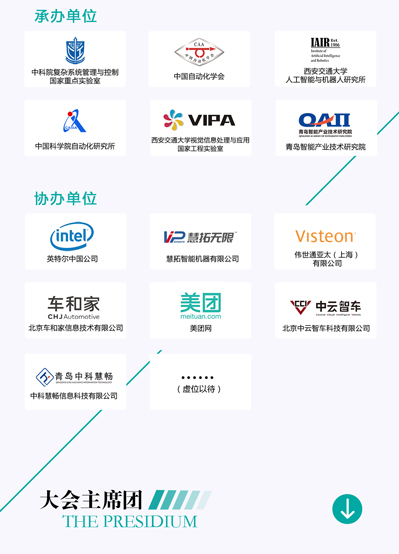 承办单位
中科院复杂系统管理与控制
国家重点实验室
CAA
中国自动化学会
IAIR Est. 1986
Institute of
Artificial Intelligence
and Robotics
西安交通大学
人工智能与机器人研究所
中国科学院自动化研究所
VIPA
西安交通大学视觉信息处理与应用
国家工程实验室
QAII
青岛智能产业技术研究院
青岛智能产业技术研究院
协办单位
intel
英特尔中国公司
VIP 慧拓无限
慧拓智能机器有限公司
Visteon
伟世通亚太（上海）
有限公司
车和家
CHJ Automotive
北京车和家信息技术有限公司
美团
meituan.com
美团网
中云智车
北京中云智车科技有限公司
青岛中科慧畅
中科慧畅信息科技有限公司
······
（虚位以待）
大会主席团
THE PRESIDIUM